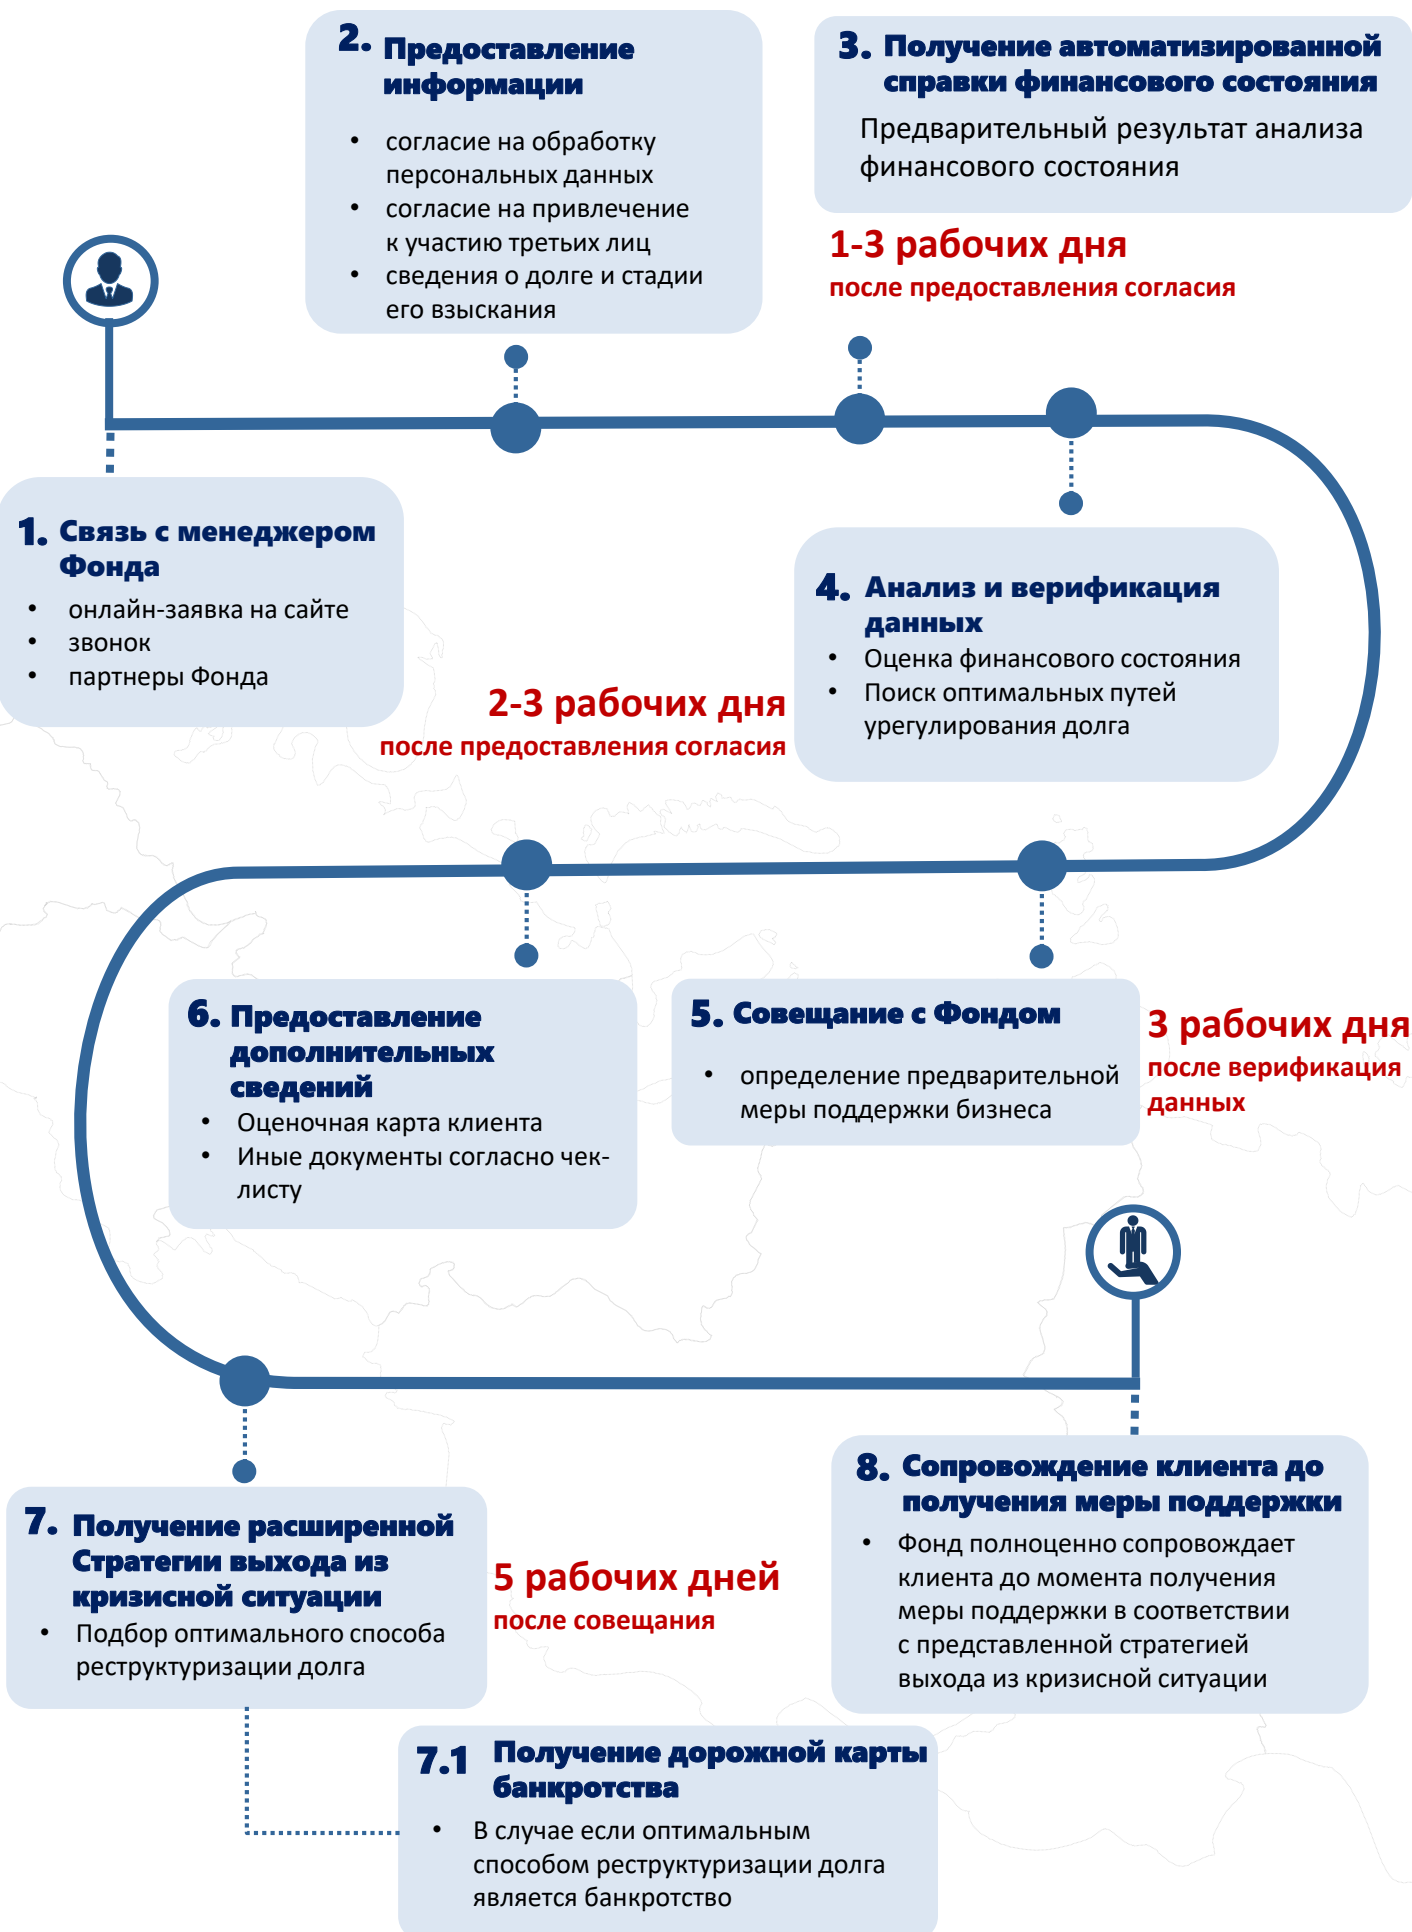 1. Связь с менеджером
Фонда
• онлайн-заявка на сайте
• звонок
• партнеры Фонда
2. Предоставление
информации
• согласие на обработку
персональных данных
• согласие на привлечение
к участию третьих лиц
• сведения о долге и стадии
его взыскания
3. Получение автоматизированной
справки финансового состояния
Предварительный результат анализа
финансового состояния
1-3 рабочих дня
после предоставления согласия
4. Анализ и верификация
данных
• Оценка финансового состояния
• Поиск оптимальных путей
урегулирования долга
2-3 рабочих дня
после предоставления согласия
5. Совещание с Фондом
• определение предварительной
меры поддержки бизнеса
3 рабочих дня
после верификация
данных
6. Предоставление
дополнительных
сведений
• Оценочная карта клиента
• Иные документы согласно чек-
листу
7. Получение расширенной
Стратегии выхода из
кризисной ситуации
• Подбор оптимального способа
реструктуризации долга
5 рабочих дней
после совещания
7.1 Получение дорожной карты
банкротства
• В случае если оптимальным
способом реструктуризации долга
является банкротство
8. Сопровождение клиента до
получения меры поддержки
• Фонд полноценно сопровождает
клиента до момента получения
меры поддержки в соответствии
с представленной стратегией
выхода из кризисной ситуации